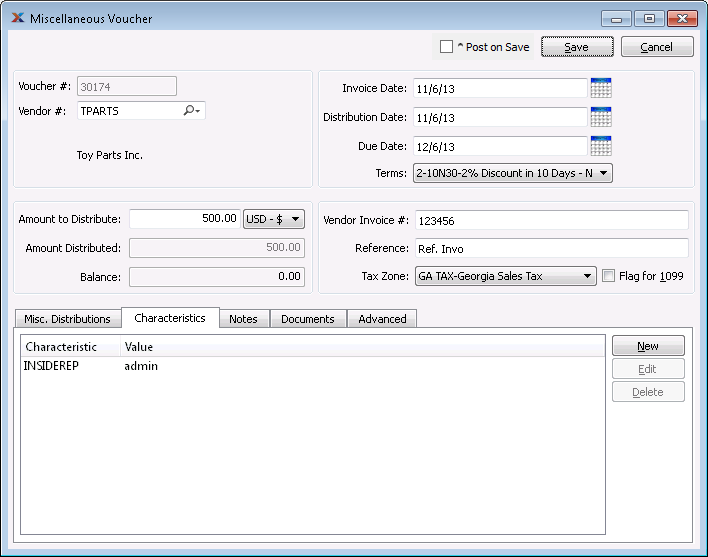 Miscellaneous Voucher
^ Post on Save Save Cancel
Voucher #: 30174
Vendor #: TPARTS
Toy Parts Inc.
Invoice Date: 11/6/13
Distribution Date: 11/6/13
Due Date: 12/6/13
Terms: 2-10N30-2% Discount in 10 Days - N
Amount to Distribute: 500.00 USD - $
Amount Distributed: 500.00
Balance: 0.00
Vendor Invoice #: 123456
Reference: Ref. Invo
Tax Zone: GA TAX-Georgia Sales Tax Flag for 1099
Misc. Distributions Characteristics Notes Documents Advanced
Characteristic Value
INSIDEREP admin
New
Edit
Delete